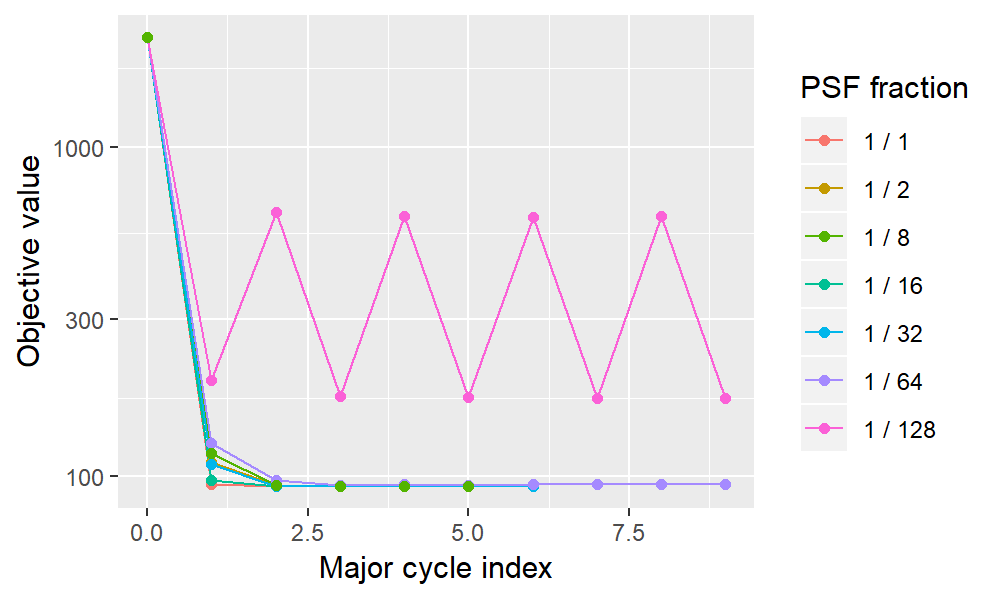 Objective value
1000
300
100
0.0
2.5
5.0
7.5
Major cycle index
PSF fraction
1 / 1
1 / 2
1 / 8
1 / 16
1 / 32
1 / 64
1 / 128